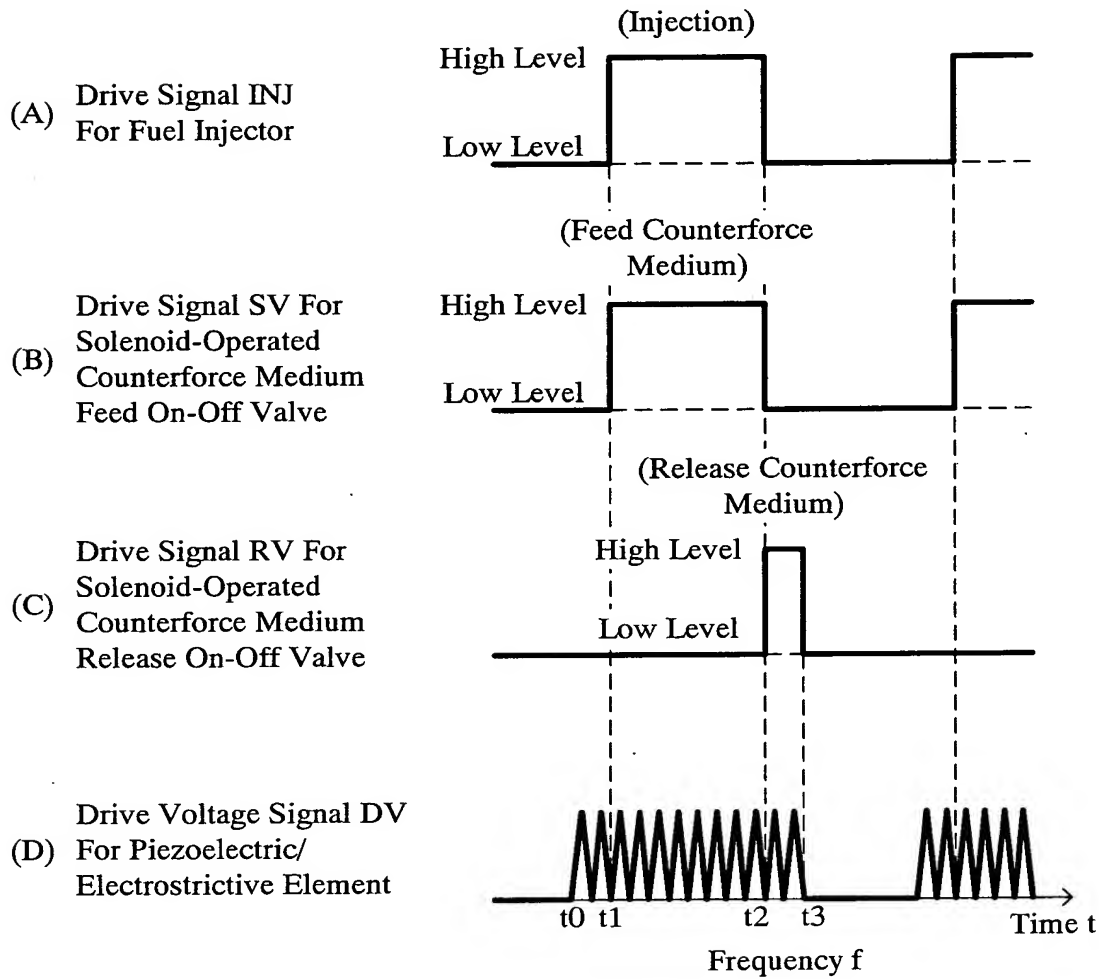 (Injection)
High Level
(A) Drive Signal INJ
For Fuel Injector
Low Level
(Feed Counterforce
Medium)
Drive Signal SV For
High Level
Solenoid-Operated
(B)
Counterforce Medium
Low Level
Feed On-Off Valve
(Release Counterforce
Medium)
Drive Signal RV For
High Level
Solenoid-Operated
(C)
Counterforce Medium
Low Level
Release On-Off Valve
Drive Voltage Signal DV
(D) For Piezoelectric/
Electrostrictive Element
t0 t1 t2 t3
Time t
Frequency f